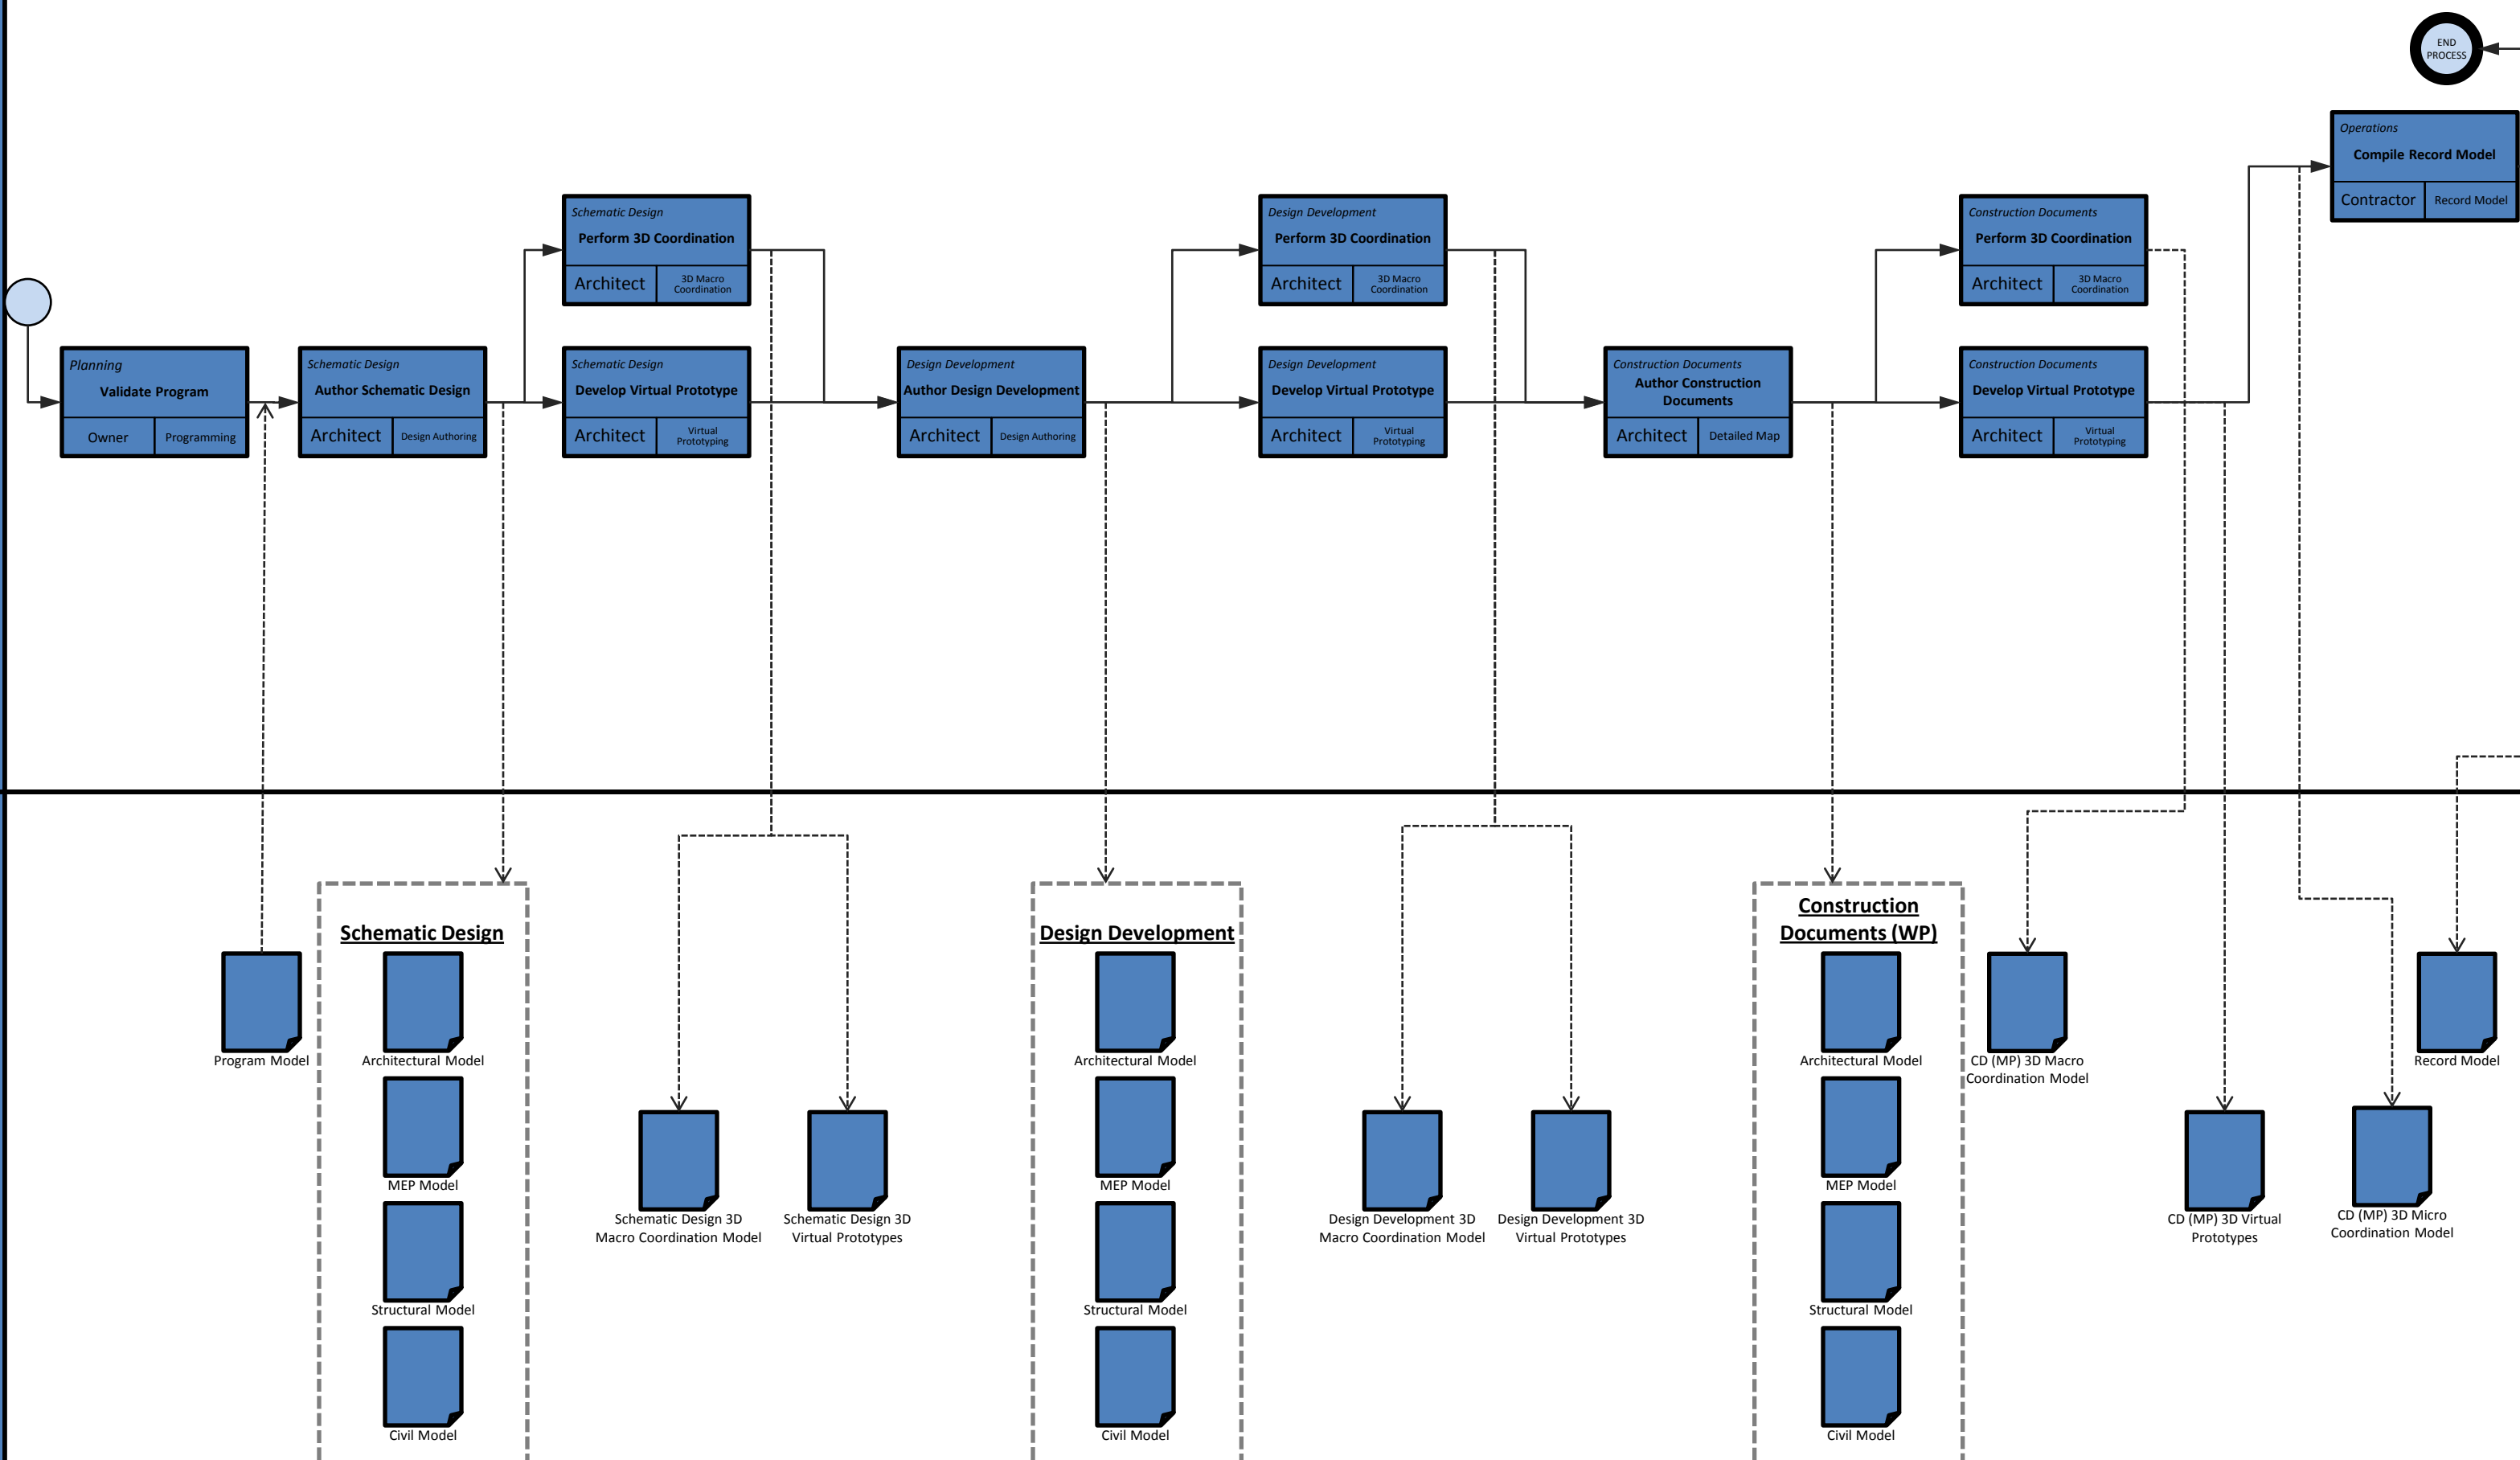 END
PROCESS
Operations
Compile Record Model
Contractor
Record Model
Schematic Design
Perform 3D Coordination
Architect
3D Macro
Coordination
Design Development
Perform 3D Coordination
Architect
3D Macro
Coordination
Construction Documents
Perform 3D Coordination
Architect
3D Macro
Coordination
Planning
Validate Program
Owner
Programming
Schematic Design
Author Schematic Design
Architect
Design Authoring
Schematic Design
Develop Virtual Prototype
Architect
Virtual
Prototyping
Design Development
Author Design Development
Architect
Design Authoring
Design Development
Develop Virtual Prototype
Architect
Virtual
Prototyping
Construction Documents
Author Construction
Documents
Architect
Detailed Map
Construction Documents
Develop Virtual Prototype
Architect
Virtual
Prototyping
Program Model
Schematic Design
Architectural Model
MEP Model
Structural Model
Civil Model
Schematic Design 3D
Macro Coordination Model
Schematic Design 3D
Virtual Prototypes
Design Development
Architectural Model
MEP Model
Structural Model
Civil Model
Design Development 3D
Macro Coordination Model
Design Development 3D
Virtual Prototypes
Construction
Documents (WP)
Architectural Model
MEP Model
Structural Model
Civil Model
CD (MP) 3D Macro
Coordination Model
CD (MP) 3D Virtual
Prototypes
CD (MP) 3D Micro
Coordination Model
Record Model